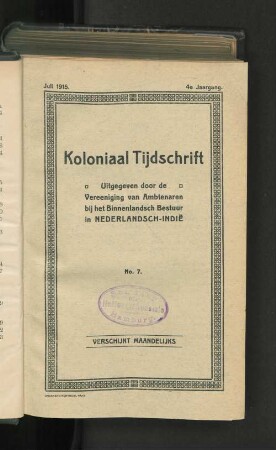 Juli 1915.
4e Jaargang.
Koloniaal Tijdschrift
Uitgegeven door de
Vereeniging van Ambtenaren
bij het Binnenlandsch Bestuur
in NEDERLANDSCH-INDIË
No. 7.
VERSCHIJNT MAANDELIJKS